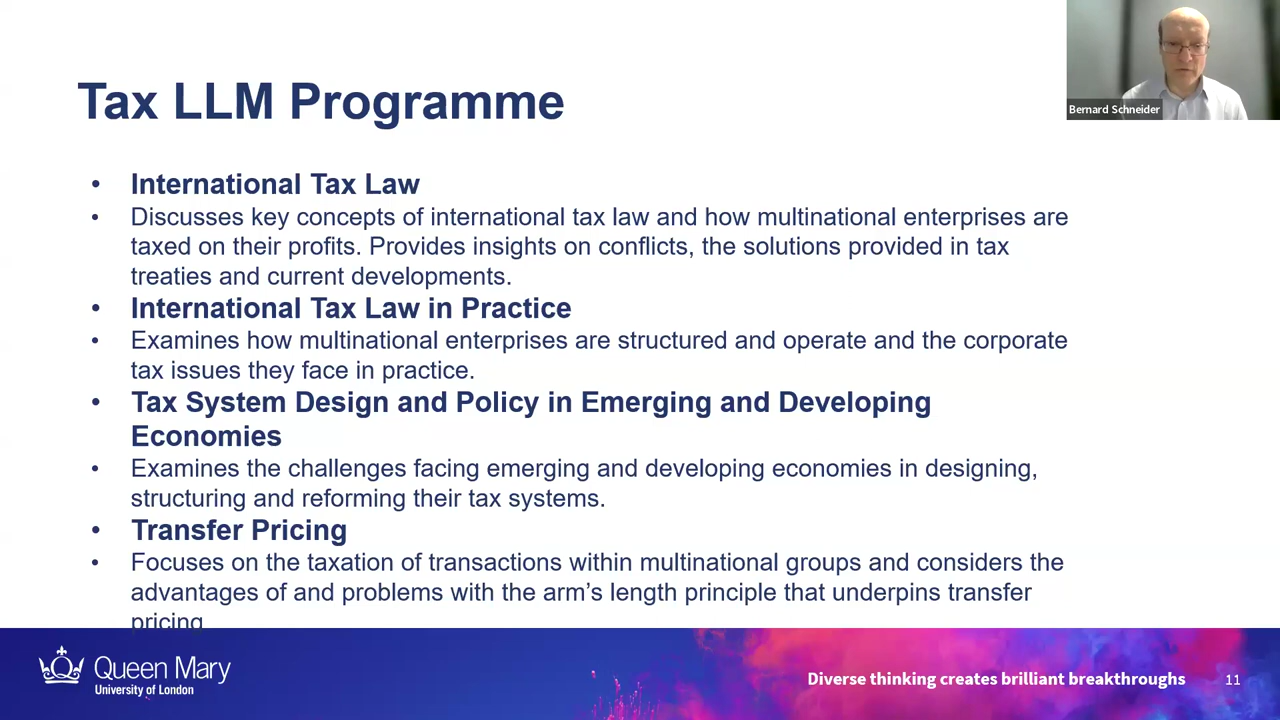 Bernard Schneider
Tax LLM Programme
• International Tax Law
• Discusses key concepts of international tax law and how multinational enterprises are
taxed on their profits. Provides insights on conflicts, the solutions provided in tax
treaties and current developments.
• International Tax Law in Practice
• Examines how multinational enterprises are structured and operate and the corporate
tax issues they face in practice.
• Tax System Design and Policy in Emerging and Developing
Economies
• Examines the challenges facing emerging and developing economies in designing,
structuring and reforming their tax systems.
• Transfer Pricing
• Focuses on the taxation of transactions within multinational groups and considers the
advantages of and problems with the arm’s length principle that underpins transfer
pricing
Queen Mary
University of London
Diverse thinking creates brilliant breakthroughs
11